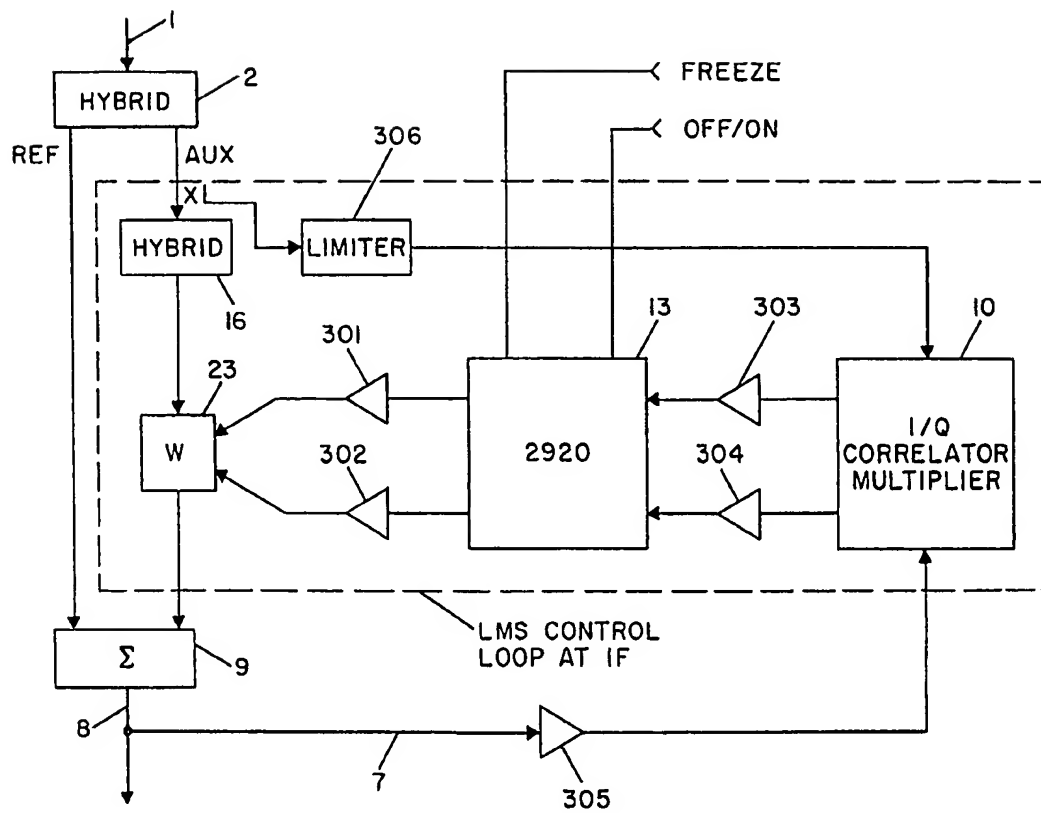 1
2
HYBRID
FREEZE
OFF/ON
REF
AUX
306
X
HYBRID
LIMITER
16
301
13
303
10
23
W
2920
I/Q
CORRELATOR
MULTIPLIER
302
304
LMS CONTROL
LOOP AT IF
Σ
9
8
7
305